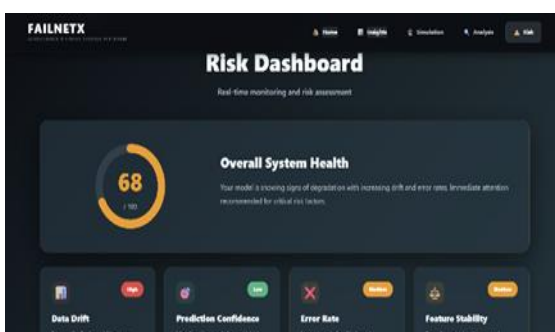 FAILNETX
Home
Insights
Simulation
Analysis
Risk
Risk Dashboard
Real-time monitoring and risk assessment
68
/ 100
Overall System Health
Your model is showing signs of degradation with increasing drift and error rates. Immediate attention
recommended for critical risk factors.
High
Low
Medium
Medium
Data Drift
Prediction Confidence
Error Rate
Feature Stability